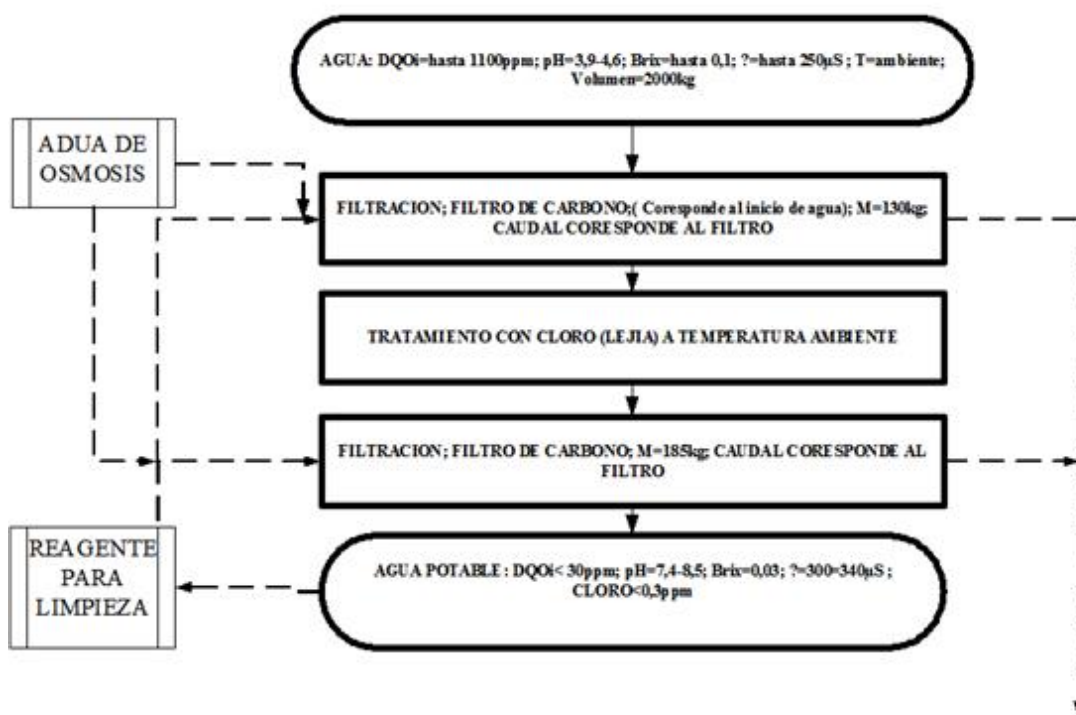 AGUA: DQOi=hasta 1100ppm; pH=3,9-4,6; Brix=hasta 0,1; ?=hasta 250µS ; T=ambiente;
Volumen=2000kg
ADUA DE
OSMOSIS
FILTRACION; FILTRO DE CARBONO;( Coresponde al inicio de agua); M=130kg;
CAUDAL CORESPONDE AL FILTRO
TRATAMIENTO CON CLORO (LEJIA) A TEMPERATURA AMBIENTE
FILTRACION; FILTRO DE CARBONO; M=185kg; CAUDAL CORESPONDE AL
FILTRO
REAGENTE
PARA
LIMPIEZA
AGUA POTABLE: DQOi< 30ppm; pH=7,4-8,5; Brix=0,03; ?=300=340µS ;
CLORO<0,3ppm